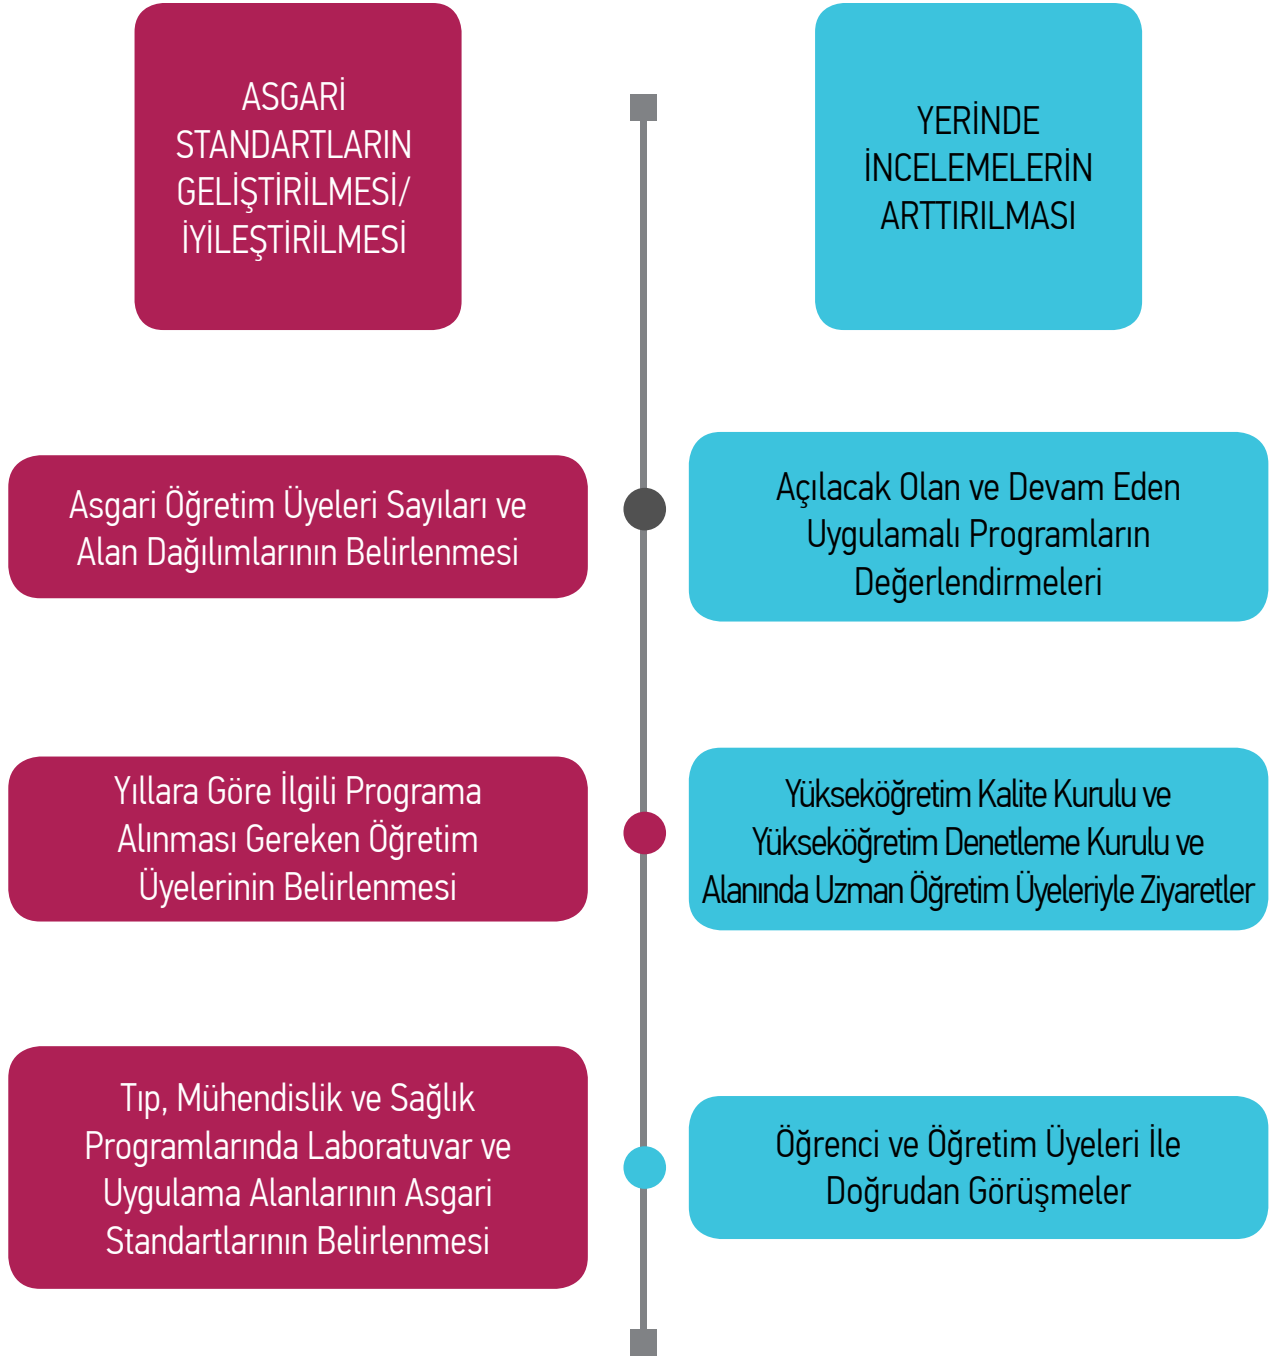 ASGARİ
STANDARTLARIN
GELİŞTİRİLMESİ/
İYİLEŞTİRİLMESİ
Asgari Öğretim Üyeleri Sayıları ve
Alan Dağılımlarının Belirlenmesi
Yıllara Göre İlgili Programa
Alınması Gereken Öğretim
Üyelerinin Belirlenmesi
Tıp, Mühendislik ve Sağlık
Programlarında Laboratuvar ve
Uygulama Alanlarının Asgari
Standartlarının Belirlenmesi
YERİNDE
İNCELEMELERİN
ARTTIRILMASI
Açılacak Olan ve Devam Eden
Uygulamalı Programların
Değerlendirmeleri
Yükseköğretim Kalite Kurulu ve
Yükseköğretim Denetleme Kurulu ve
Alanında Uzman Öğretim Üyeleriyle Ziyaretler
Öğrenci ve Öğretim Üyeleri İle
Doğrudan Görüşmeler